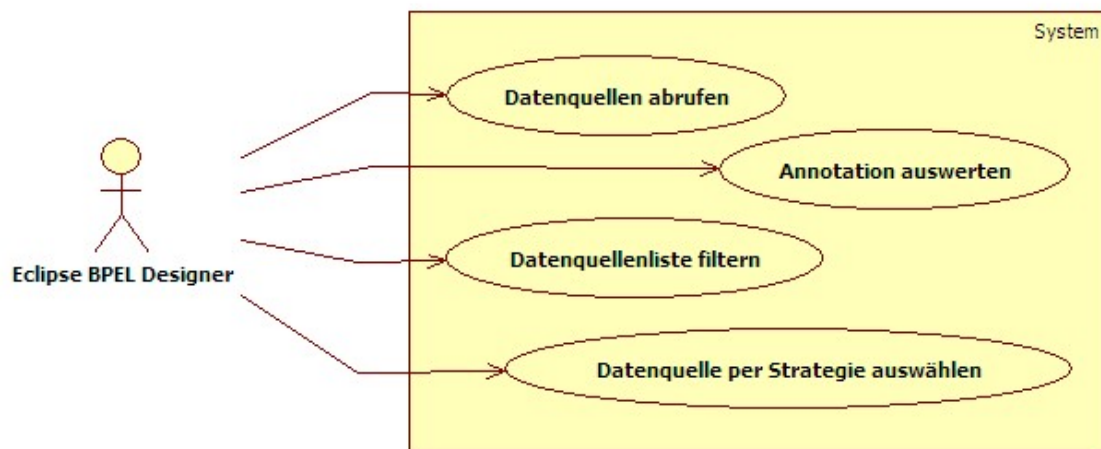 System
Datenquellen abrufen
Annotation auswerten
Datenquellenliste filtern
Eclipse BPEL Designer
Datenquelle per Strategie auswählen